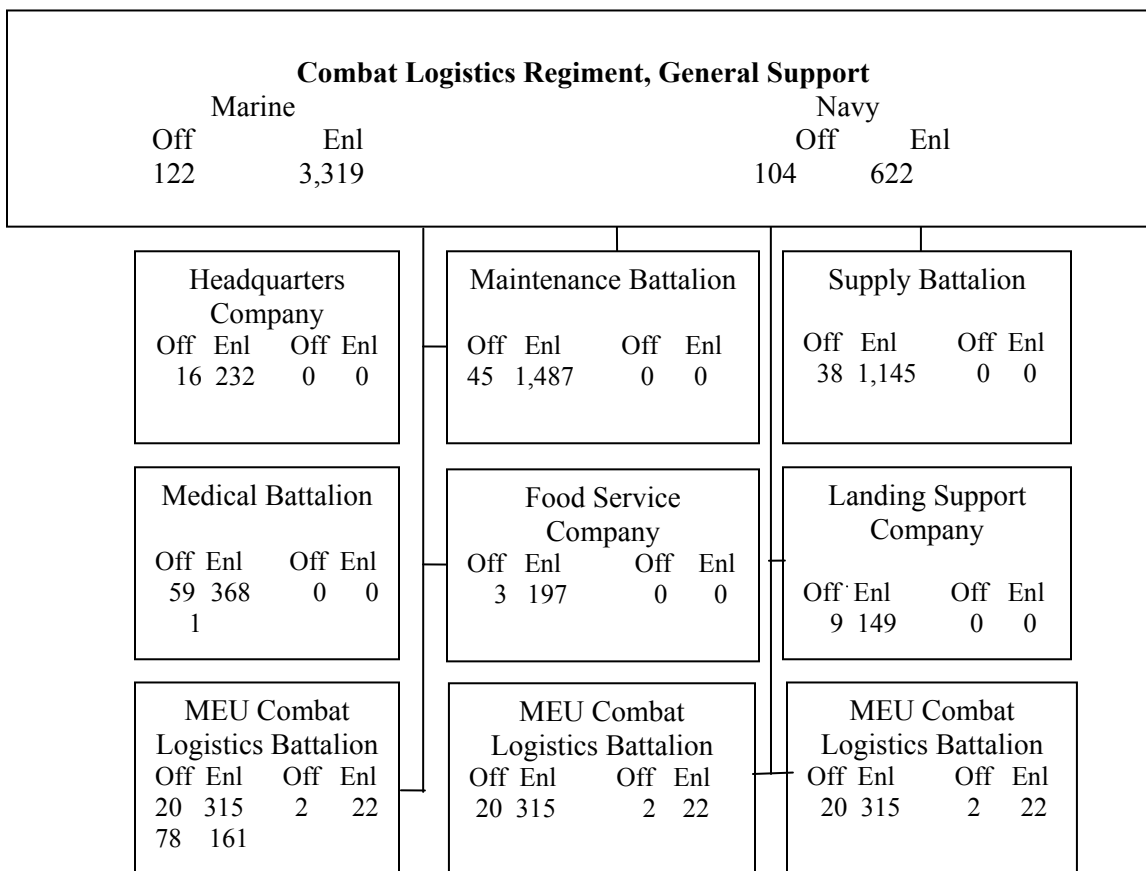 Combat Logistics Regiment, General Support
Marine Navy
Off Enl Off Enl
122 3,319 104 622
Headquarters
Company
Off Enl Off Enl
16 232 0 0
Maintenance Battalion
Off Enl Off Enl
45 1,487 0 0
Supply Battalion
Off Enl Off Enl
38 1,145 0 0
Medical Battalion
Off Enl Off Enl
59 368 0 0
1
Food Service
Company
Off Enl Off Enl
3 197 0 0
Landing Support
Company
Off Enl Off Enl
9 149 0 0
MEU Combat
Logistics Battalion
Off Enl Off Enl
20 315 2 22
78 161
MEU Combat
Logistics Battalion
Off Enl Off Enl
20 315 2 22
MEU Combat
Logistics Battalion
Off Enl Off Enl
20 315 2 22